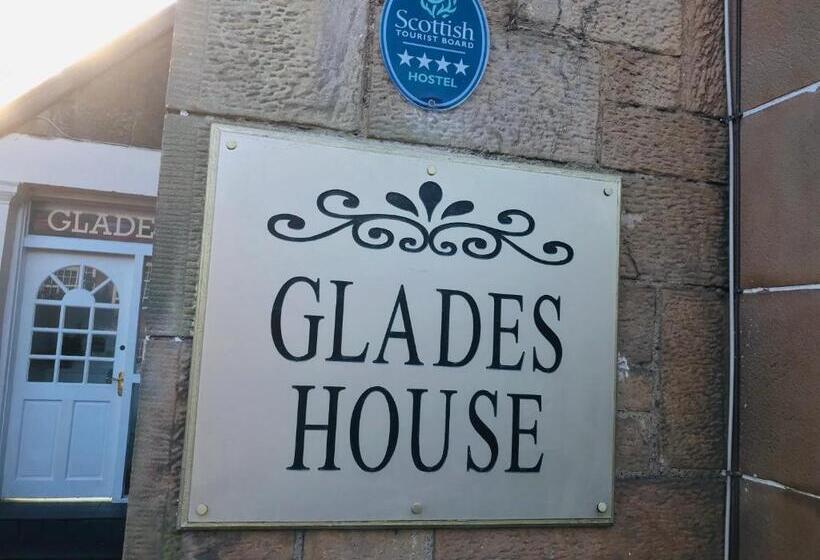 Scottish
TOURIST BOARD
★★★★
HOSTEL
GLADES
HOUSE
GLADE